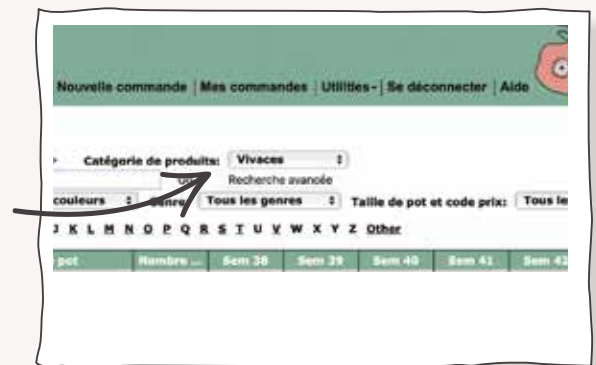 Nouvelle commande | Mes commandes | Utilities- | Se déconnecter | Aide
Catégorie de produits: Vivaces
Recherche avancée
couleurs Genre Tous les genres Taille de pot et code prix: Tous le
J K L M N O P Q R S T U V W X Y Z Other
pot Nombre ... Sem 38 Sem 39 Sem 40 Sem 41 Sem 42